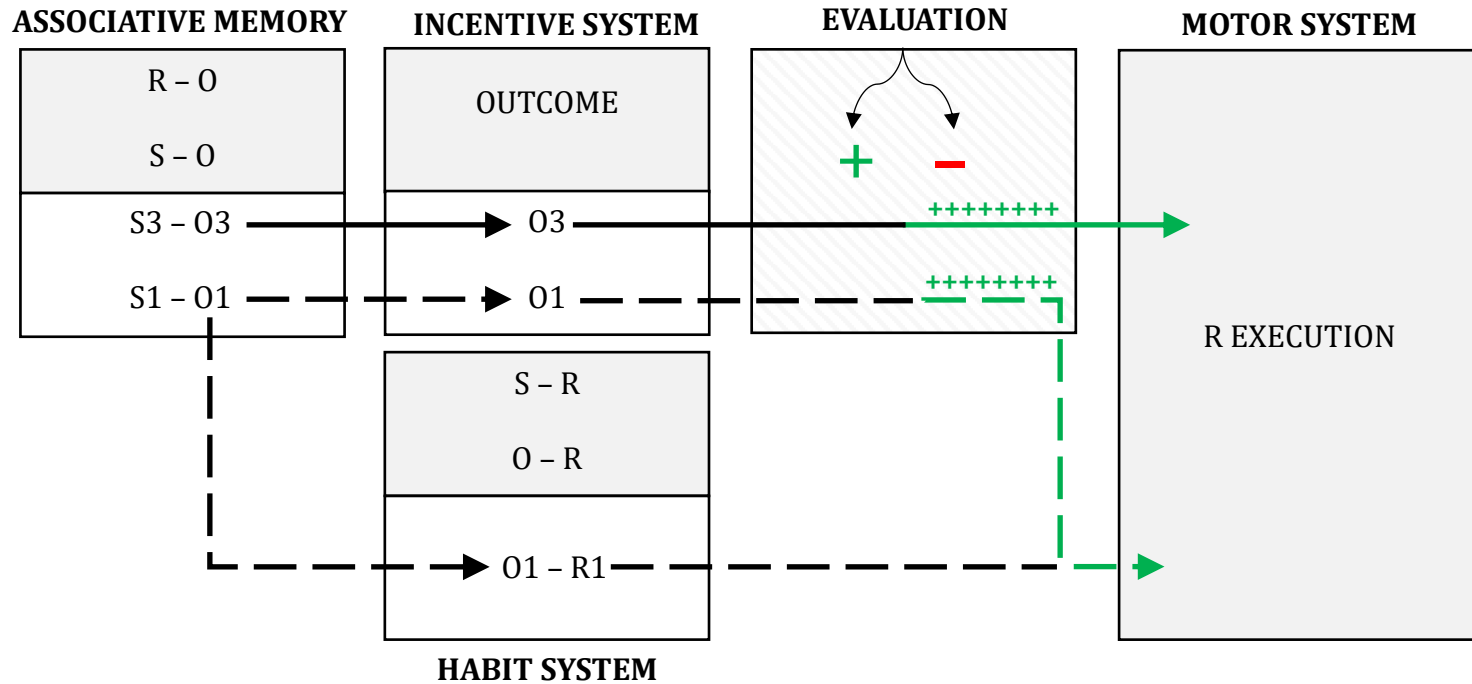 ASSOCIATIVE MEMORY
INCENTIVE SYSTEM
EVALUATION
MOTOR SYSTEM
R – O
S – O
OUTCOME
+ −
++++++++
S3 – O3
O3
++++++++
S1 – O1
O1
R EXECUTION
S – R
O – R
O1 – R1
HABIT SYSTEM